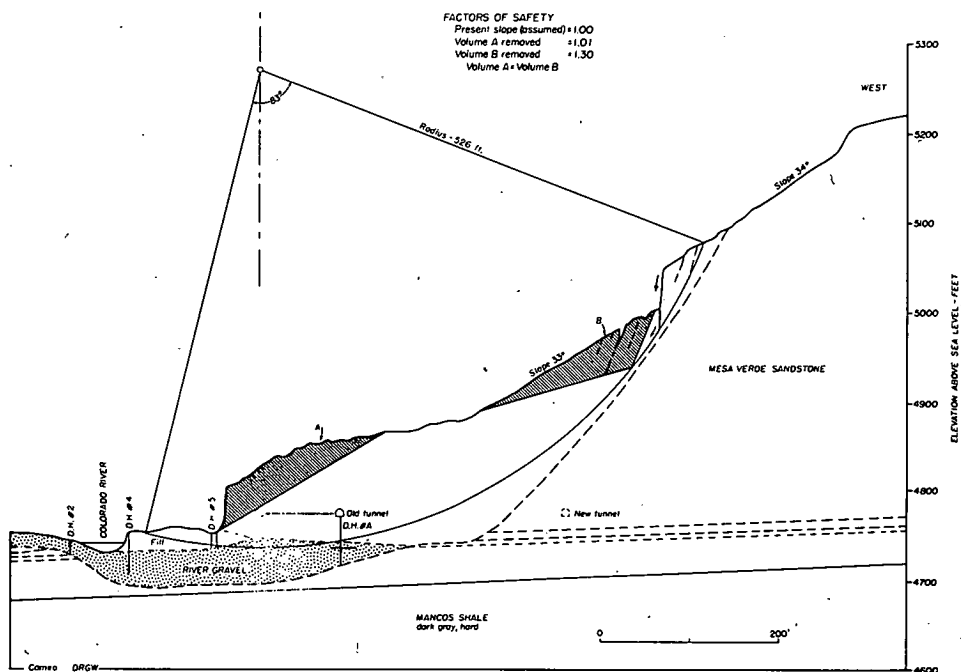 FACTORS OF SAFETY
Present slope (assumed) = 1.00
Volume A removed = 1.01
Volume B removed = 1.30
Volume A = Volume B
5300
WEST
83°
5200
Radius - 526 ft.
Slope 34°
5100
5000
B
Slope 33°
MESA VERDE SANDSTONE
ELEVATION ABOVE SEA LEVEL - FEET
4900
A
4800
D.H. #2
COLORADO RIVER
D.H. #4
D.H. #5
Old tunnel
New tunnel
D.H. #A
Fill
RIVER GRAVEL
4700
MANCOS SHALE
dark gray, hard
0
200'
Cameo DRGW
4600